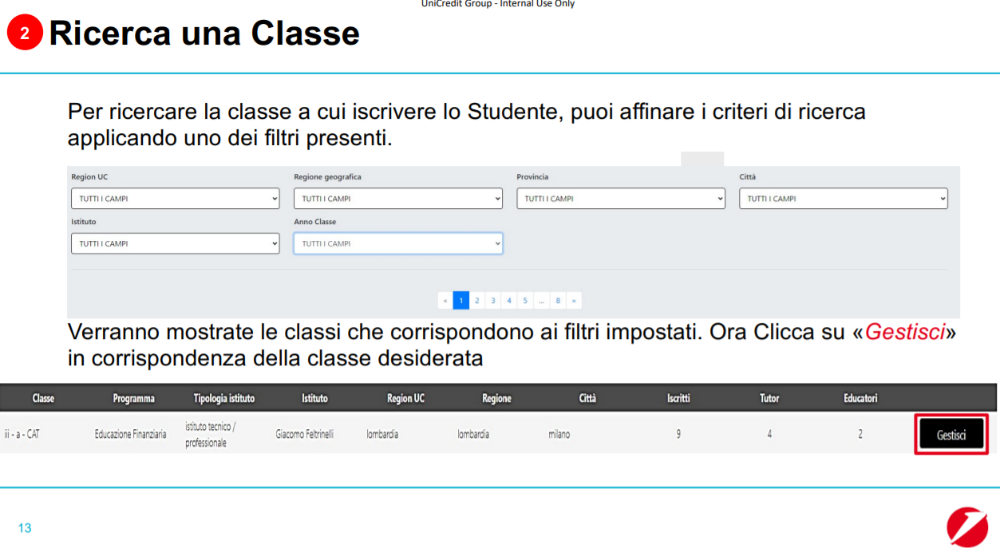 UniCredit Group - Internal Use Only
2 Ricerca una Classe
Per ricercare la classe a cui iscrivere lo Studente, puoi affinare i criteri di ricerca
applicando uno dei filtri presenti.
Region UC Regione geografica Provincia Città
TUTTI I CAMPI TUTTI I CAMPI TUTTI I CAMPI TUTTI I CAMPI
Istituto Anno Classe
TUTTI I CAMPI TUTTI I CAMPI
« 1 2 3 4 5 ... 8 »
Verranno mostrate le classi che corrispondono ai filtri impostati. Ora Clicca su «Gestisci»
in corrispondenza della classe desiderata
Classe Programma Tipologia istituto Istituto Region UC Regione Città Iscritti Tutor Educatori
iii - a - CAT Educazione Finanziaria istituto tecnico / Giacomo Feltrinelli lombardia lombardia milano 9 4 2 Gestisci
professionale
13